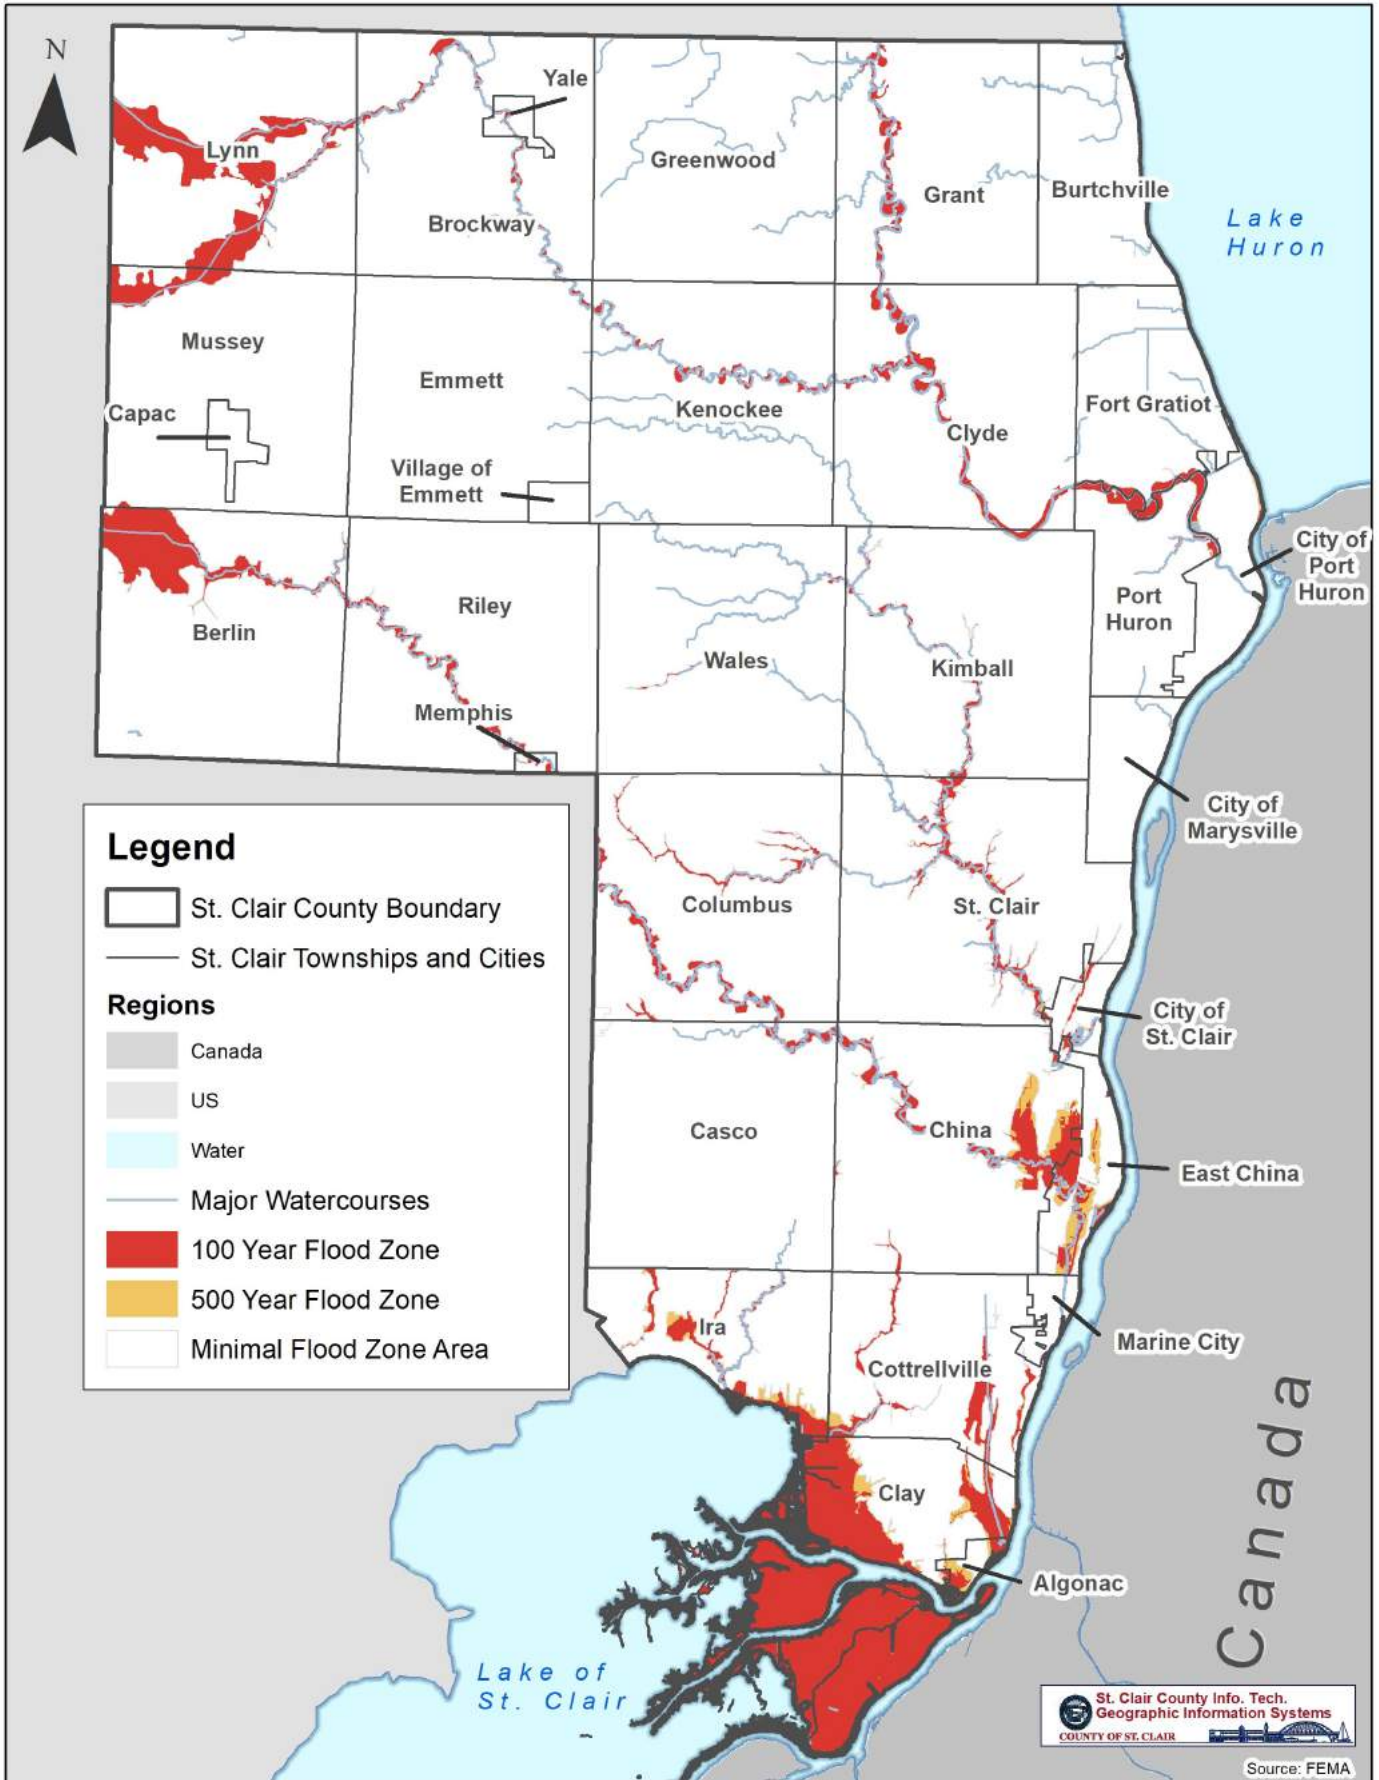 N
Yale
Lynn
Greenwood
Grant
Burtchville
Brockway
Lake
Huron
Mussey
Emmett
Capac
Kenockee
Fort Gratiot
Clyde
Village of
Emmett
City of
Port
Huron
Port
Huron
Riley
Berlin
Wales
Kimball
Memphis
City of
Marysville
Legend
St. Clair County Boundary
St. Clair Townships and Cities
Regions
Canada
US
Water
Major Watercourses
100 Year Flood Zone
500 Year Flood Zone
Minimal Flood Zone Area
Columbus
St. Clair
City of
St. Clair
Casco
China
East China
Ira
Marine City
Cottrellville
Clay
Algonac
Canada
Lake of
St. Clair
St. Clair County Info. Tech.
Geographic Information Systems
COUNTY OF ST. CLAIR
Source: FEMA